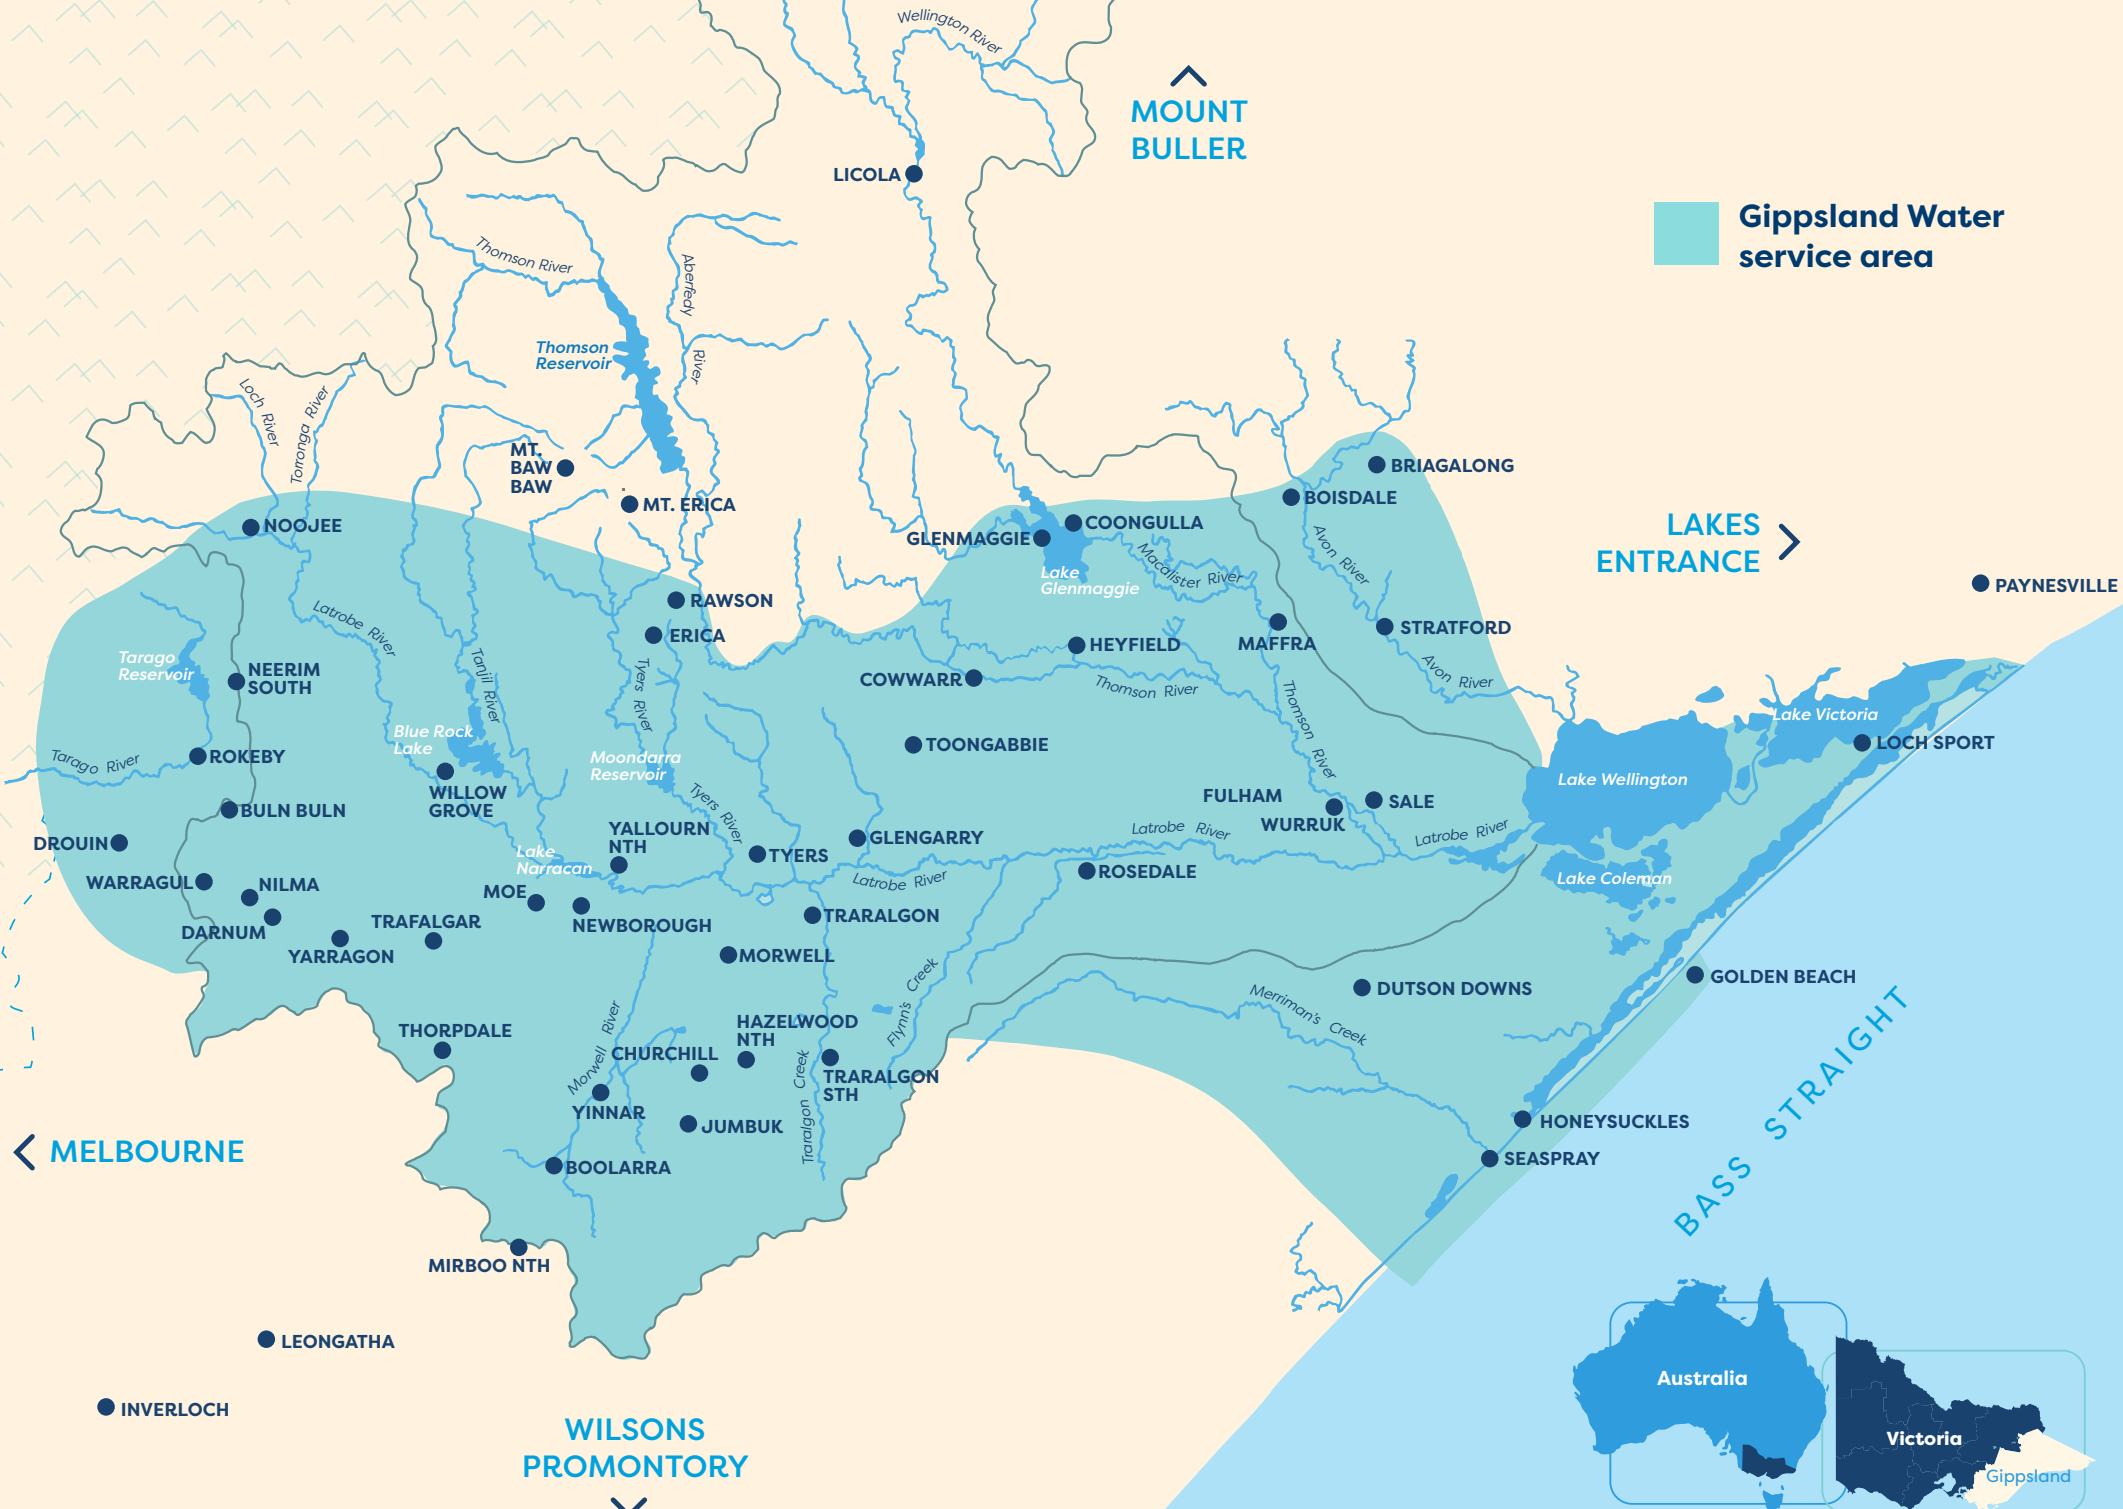 Wellington River
MOUNT
BULLER
LICOLA
Gippsland Water
service area
Thomson River
Aberfedy
River
Thomson
Reservoir
Loch River
Torronga River
MT.
BAW
BAW
MT. ERICA
BRIAGALONG
BOISDALE
NOOJEE
COONGULLA
GLENMAGGIE
LAKES
ENTRANCE
Lake
Glenmaggie
Macalister River
Avon River
PAYNESVILLE
RAWSON
ERICA
Latrobe River
HEYFIELD
MAFFRA
STRATFORD
Tarago
Reservoir
NEERIM
SOUTH
Tanjil River
Tyers River
COWWARR
Thomson River
Thomson River
Avon River
Lake Victoria
LOCH SPORT
Blue Rock
Lake
TOONGABBIE
Tarago River
ROKEBY
Moondarra
Reservoir
Lake Wellington
WILLOW
GROVE
Tyers River
FULHAM
WURRUK
SALE
BULN BULN
DROUIN
YALLOURN
NTH
TYERS
GLENGARRY
Latrobe River
Latrobe River
Lake
Narracan
ROSEDALE
Lake Coleman
WARRAGUL
NILMA
MOE
Latrobe River
DARNUM
TRAFALGAR
NEWBOROUGH
TRARALGON
YARRAGON
MORWELL
Flynn's Creek
DUTSON DOWNS
GOLDEN BEACH
Merriman's Creek
THORPDALE
Morwell River
HAZELWOOD
NTH
CHURCHILL
TRARALGON
STH
Traralgon Creek
YINNAR
JUMBUK
HONEYSUCKLES
SEASPRAY
BASS STRAIGHT
MELBOURNE
BOOLARRA
MIRBOO NTH
LEONGATHA
INVERLOCH
WILSONS
PROMONTORY
Australia
Victoria
Gippsland